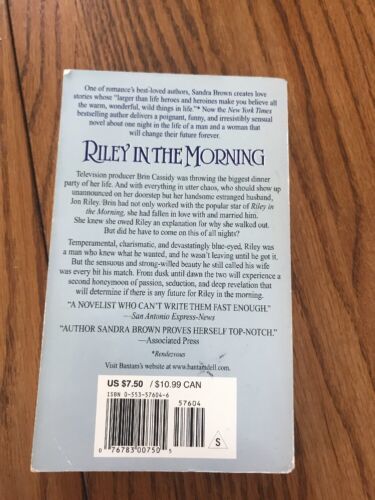 One of romance's best-loved authors, Sandra Brown creates love
stories whose "larger than life heroes and heroines make you believe all
the warm, wonderful, wild things in life."* Now the New York Times
bestselling author delivers a poignant, funny, and irresistibly sensual
novel about one night in the life of a man and a woman that
will change their future forever.
RILEY IN THE MORNING
Television producer Brin Cassidy was throwing the biggest dinner
party of her life. And with everything in utter chaos, who should show up
unannounced on her doorstep but her handsome estranged husband,
Jon Riley. Brin had not only worked with the popular star of Riley in
the Morning, she had fallen in love with and married him.
She knew she owed Riley an explanation for why she walked out.
But did he have to come on this of all nights?
Temperamental, charismatic, and devastatingly blue-eyed, Riley was
a man who knew what he wanted, and he wasn't leaving until he got it.
But the sensuous and strong-willed beauty he still called his wife
was every bit his match. From dusk until dawn the two will experience a
second honeymoon of passion, seduction, and deep revelation that
will determine if there is any future for Riley in the morning.
"A NOVELIST WHO CAN'T WRITE THEM FAST ENOUGH."
—San Antonio Express-News
"AUTHOR SANDRA BROWN PROVES HERSELF TOP-NOTCH."
—Associated Press
*Rendezvous
Visit Bantam's website at www.bantamdell.com
US $7.50 / $10.99 CAN
ISBN 0-553-57604-6
57604
0 76783 00750 5
S